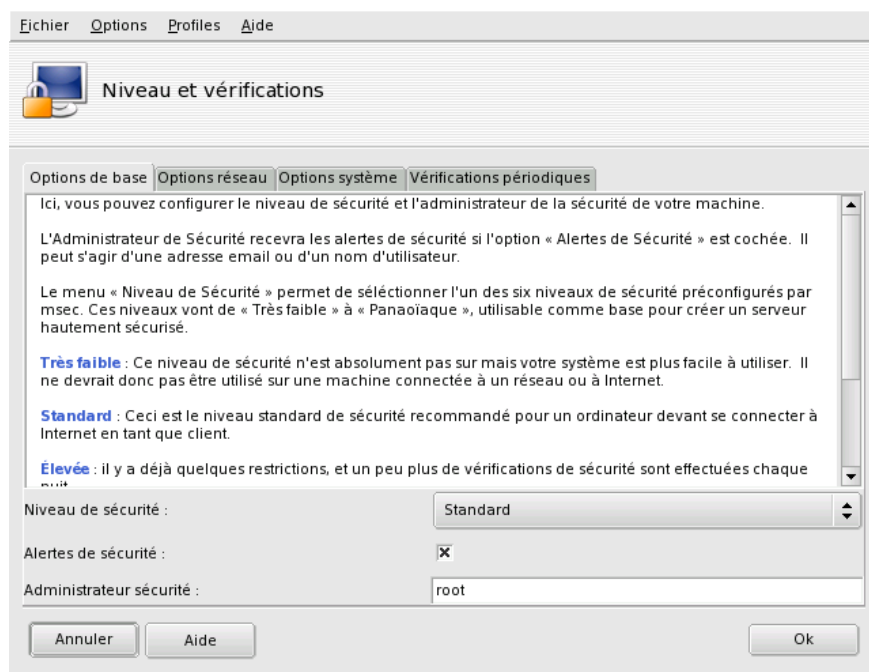 Fichier Options Profiles Aide
Niveau et vérifications
Options de base Options réseau Options système Vérifications périodiques
Ici, vous pouvez configurer le niveau de sécurité et l'administrateur de la sécurité de votre machine.
L'Administrateur de Sécurité recevra les alertes de sécurité si l'option « Alertes de Sécurité » est cochée. Il
peut s'agir d'une adresse email ou d'un nom d'utilisateur.
Le menu « Niveau de Sécurité » permet de séléctionner l'un des six niveaux de sécurité préconfigurés par
msec. Ces niveaux vont de « Très faible » à « Panaoïaque », utilisable comme base pour créer un serveur
hautement sécurisé.
Très faible : Ce niveau de sécurité n'est absolument pas sur mais votre système est plus facile à utiliser. Il
ne devrait donc pas être utilisé sur une machine connectée à un réseau ou à Internet.
Standard : Ceci est le niveau standard de sécurité recommandé pour un ordinateur devant se connecter à
Internet en tant que client.
Élevée : il y a déjà quelques restrictions, et un peu plus de vérifications de sécurité sont effectuées chaque
nuit
Niveau de sécurité : Standard
Alertes de sécurité :
Administrateur sécurité : root
Annuler Aide Ok